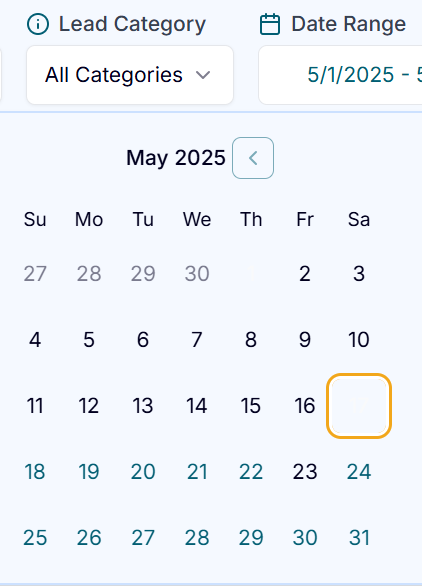 Lead Category
Date Range
All Categories
5/1/2025 - 5
May 2025
Su Mo Tu We Th Fr Sa
27 28 29 30 1 2 3
4 5 6 7 8 9 10
11 12 13 14 15 16 17
18 19 20 21 22 23 24
25 26 27 28 29 30 31